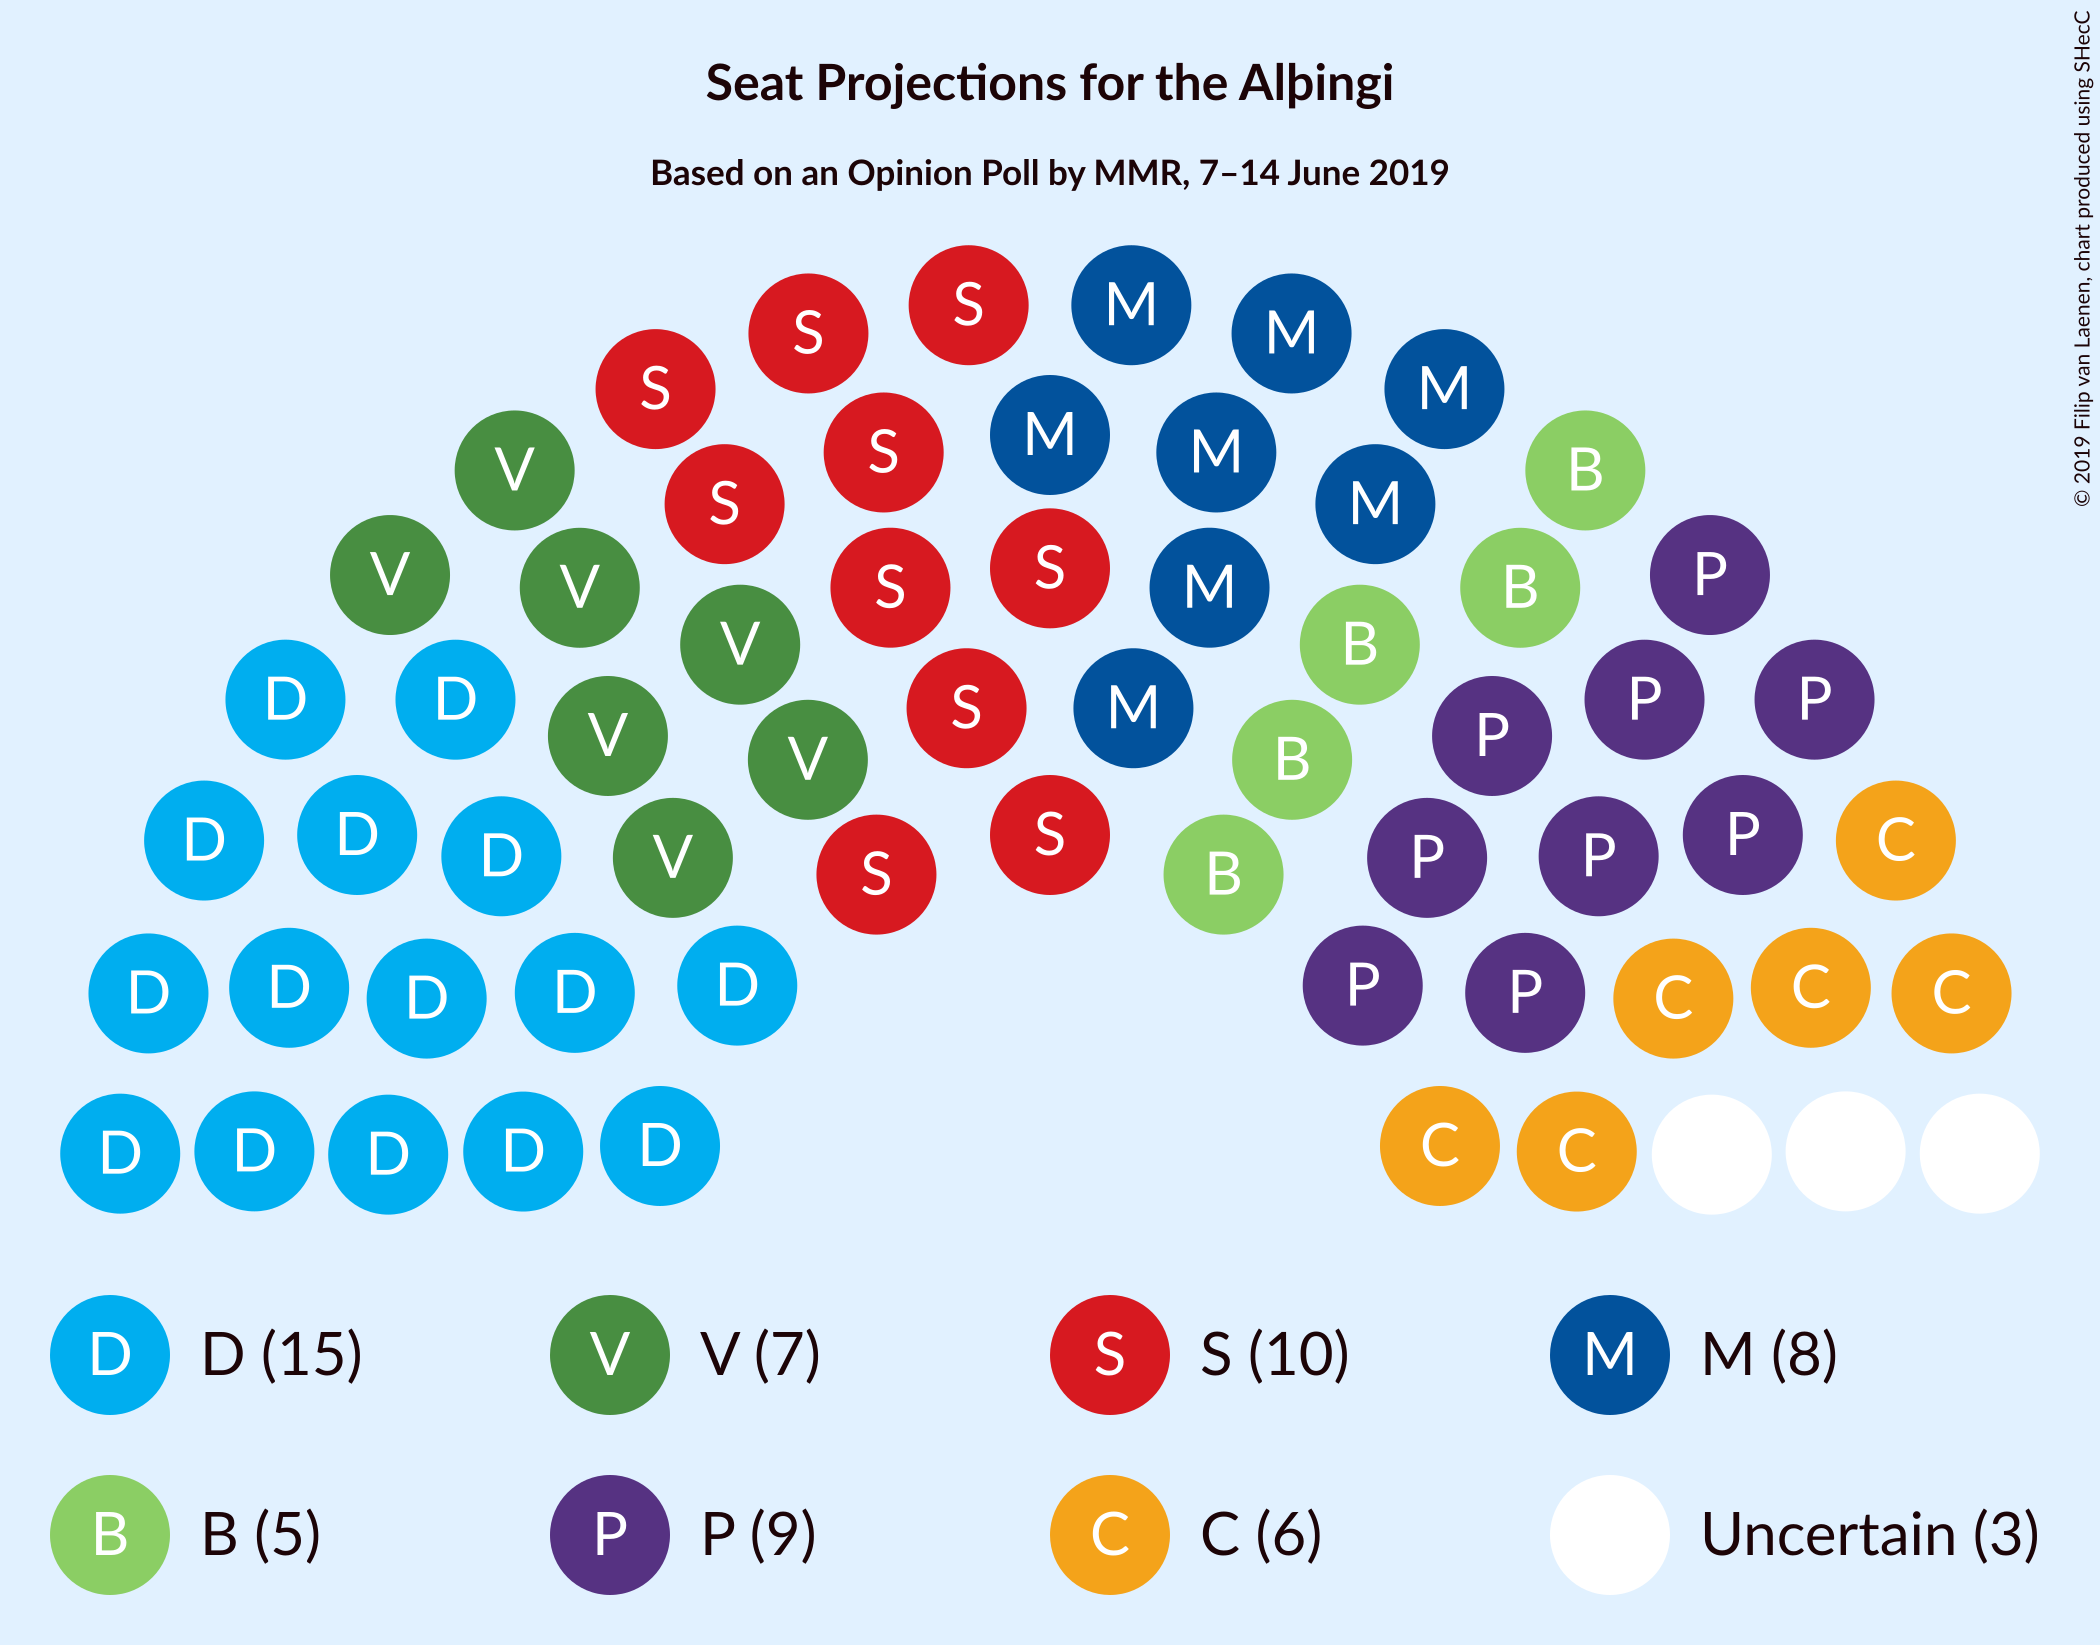 Seat Projections for the Alþingi
Based on an Opinion Poll by MMR, 7–14 June 2019
© 2019 Filip van Laenen, chart produced using SHecC
S S M M
S S M M M
V S S M M B
V V S S M B B P
D D V V S M B P P P
D D D V V S S B B P P P P C
D D D D D V S B P P C C C
D D D D D C C
D D (15) V V (7) S S (10) M M (8)
B B (5) P P (9) C C (6) Uncertain (3)